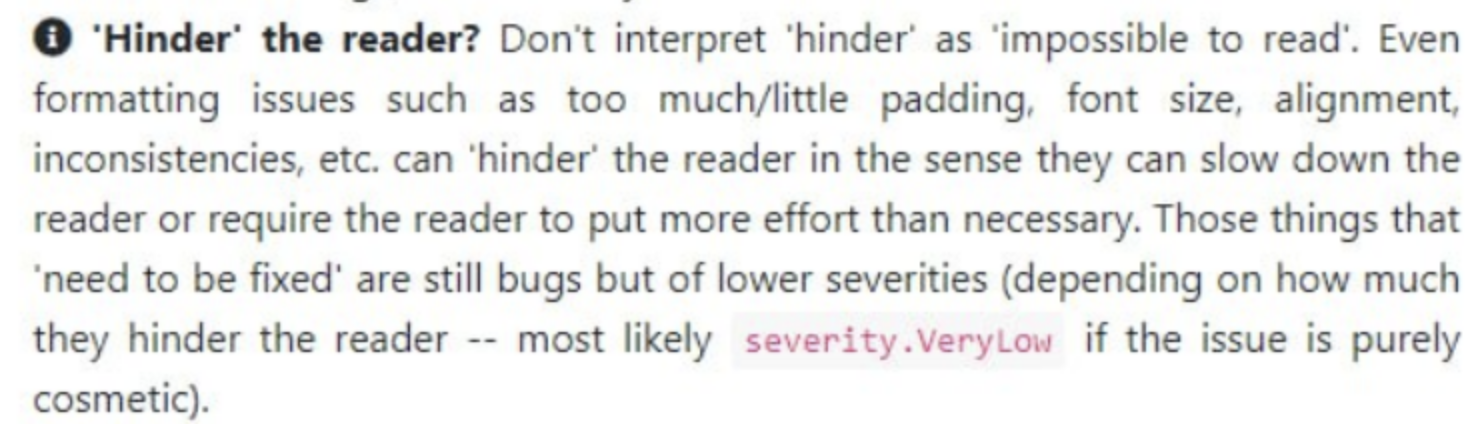 'Hinder' the reader? Don't interpret 'hinder' as 'impossible to read'. Even
formatting issues such as too much/little padding, font size, alignment,
inconsistencies, etc. can 'hinder' the reader in the sense they can slow down the
reader or require the reader to put more effort than necessary. Those things that
'need to be fixed' are still bugs but of lower severities (depending on how much
they hinder the reader -- most likely severity.VeryLow if the issue is purely
cosmetic).